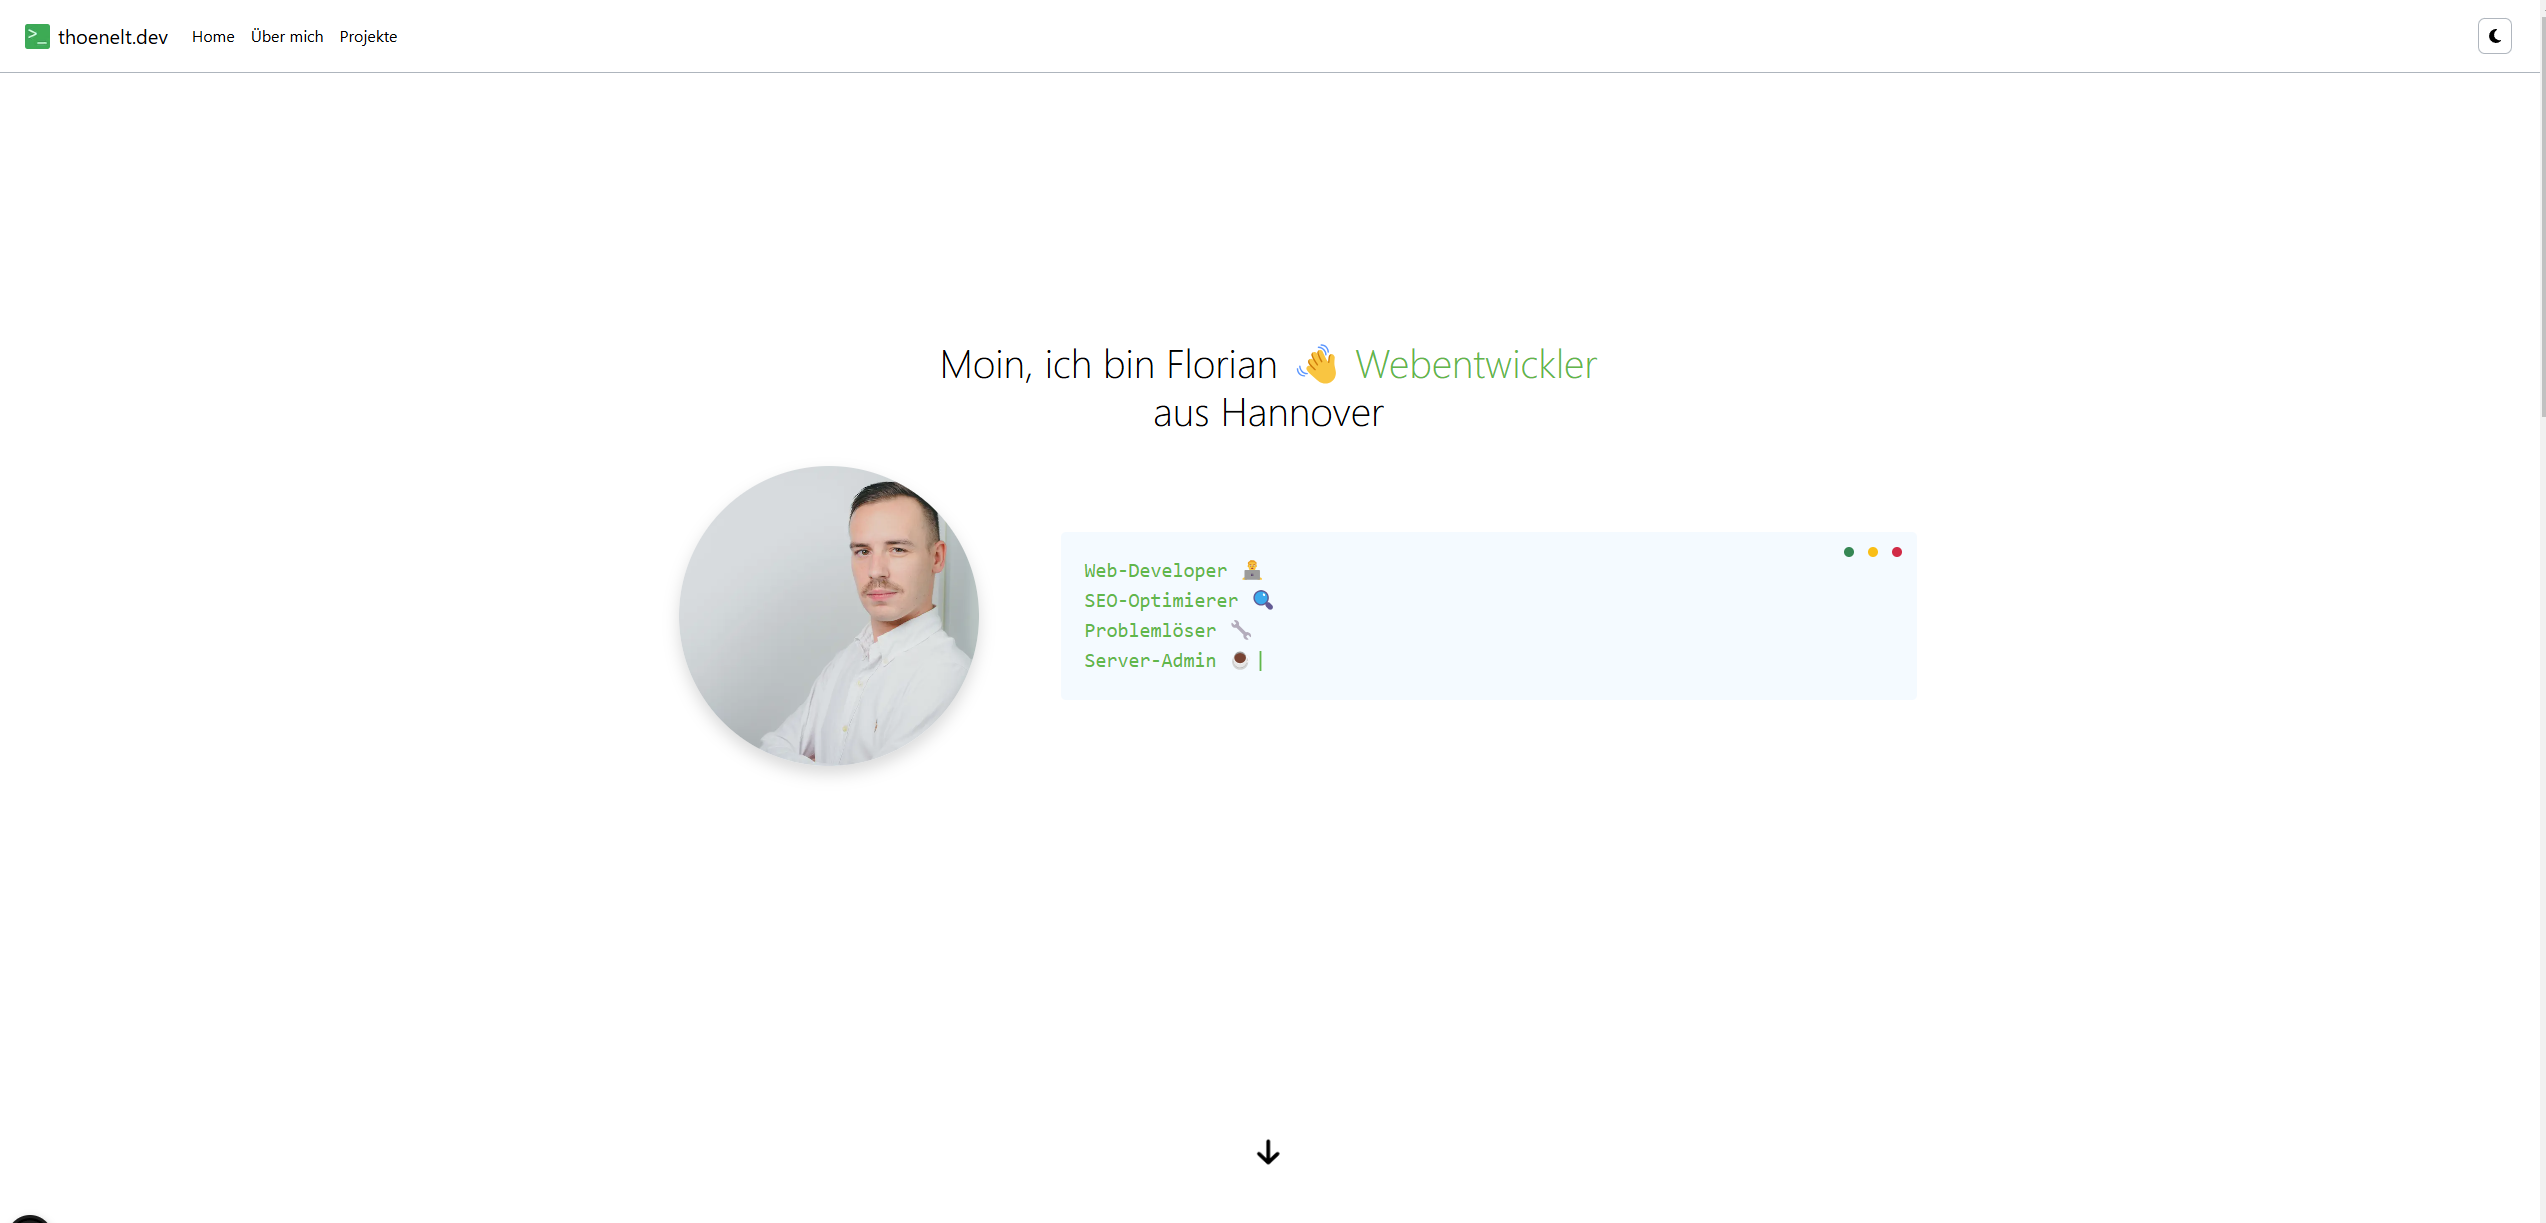 >_ thoenelt.dev Home Über mich Projekte
Moin, ich bin Florian 👋 Webentwickler
aus Hannover
Web-Developer 👨‍💻
SEO-Optimierer 🔍
Problemlöser 🔧
Server-Admin ☕ |